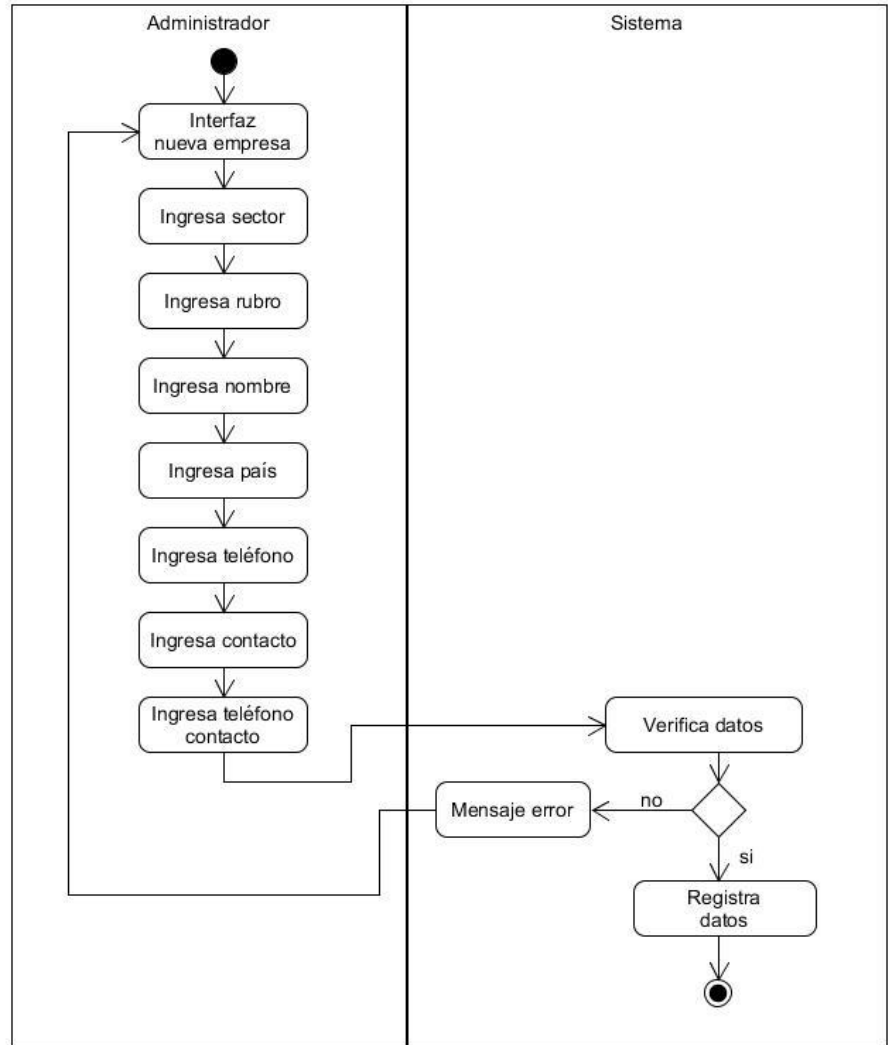 Administrador
Sistema
Interfaz
nueva empresa
Ingresa sector
Ingresa rubro
Ingresa nombre
Ingresa país
Ingresa teléfono
Ingresa contacto
Ingresa teléfono
contacto
Verifica datos
Mensaje error
no
si
Registra
datos